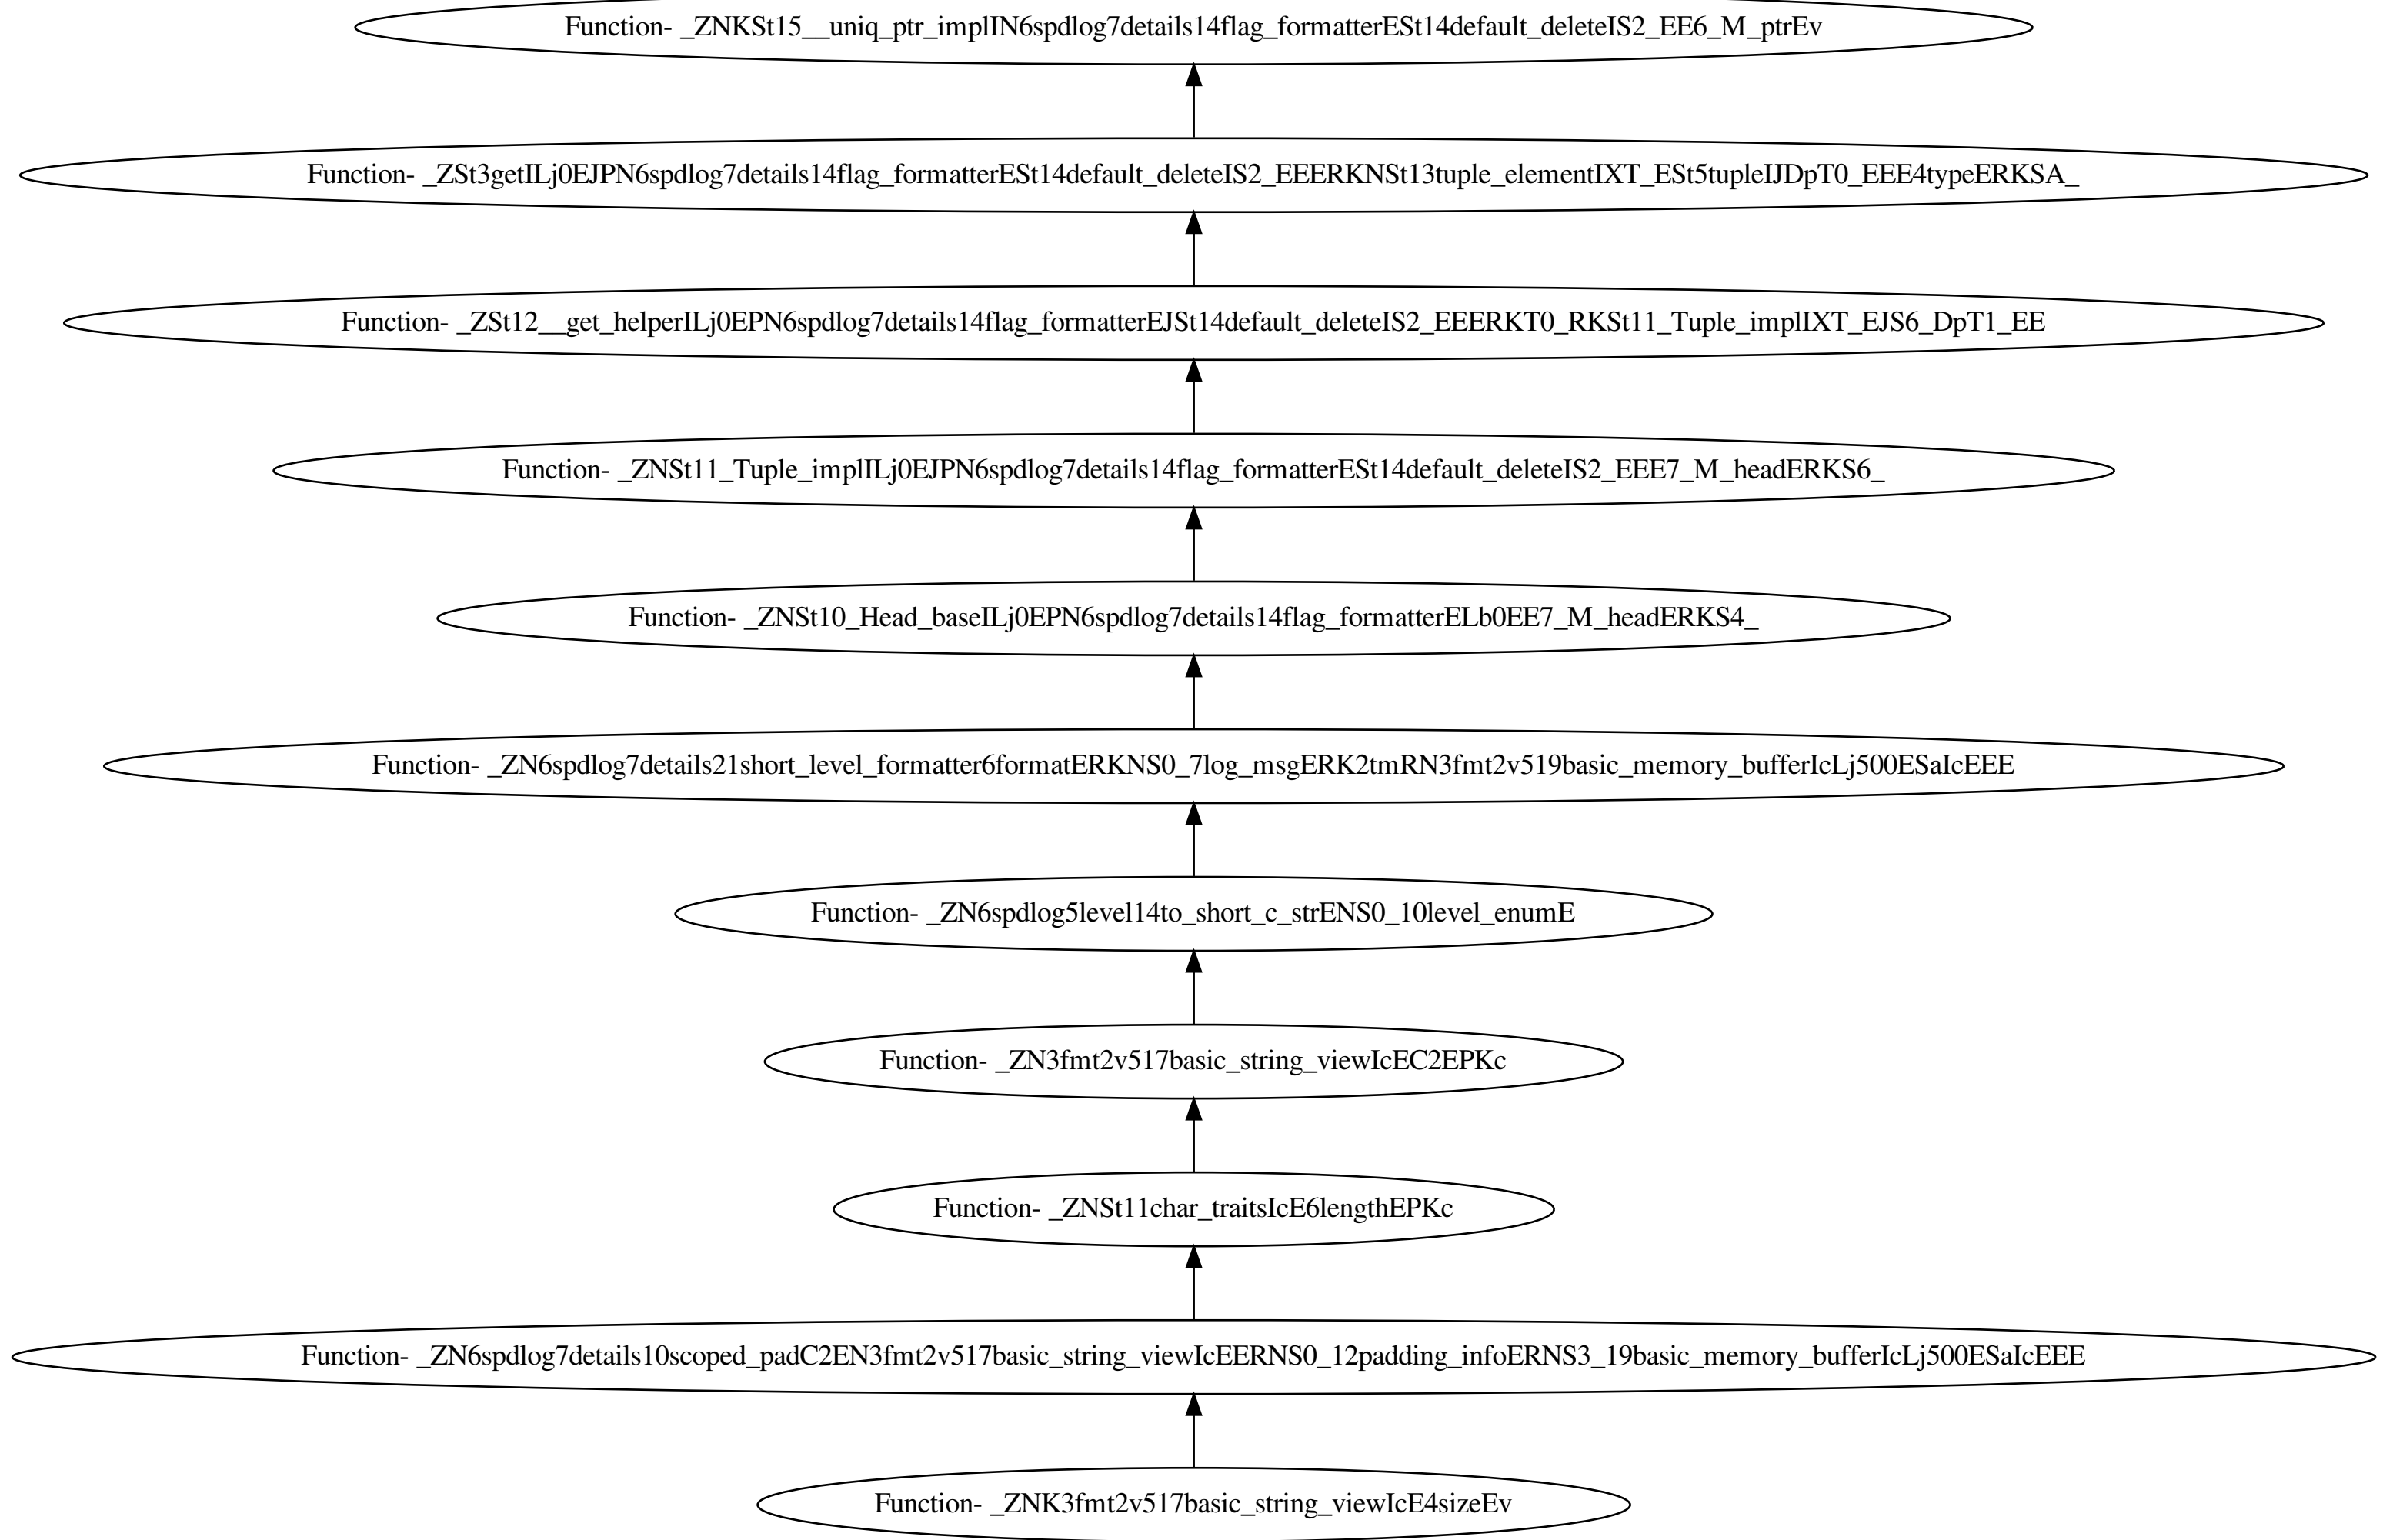 Function- _ZNKSt15__uniq_ptr_implIN6spdlog7details14flag_formatterESt14default_deleteIS2_EE6_M_ptrEv
Function- _ZSt3getILj0EJPN6spdlog7details14flag_formatterESt14default_deleteIS2_EEERKNSt13tuple_elementIXT_ESt5tupleIJDpT0_EEE4typeERKSA_
Function- _ZSt12__get_helperILj0EPN6spdlog7details14flag_formatterEJSt14default_deleteIS2_EEERKT0_RKSt11_Tuple_implIXT_EJS6_DpT1_EE
Function- _ZNSt11_Tuple_implILj0EJPN6spdlog7details14flag_formatterESt14default_deleteIS2_EEE7_M_headERKS6_
Function- _ZNSt10_Head_baseILj0EPN6spdlog7details14flag_formatterELb0EE7_M_headERKS4_
Function- _ZN6spdlog7details21short_level_formatter6formatERKNS0_7log_msgERK2tmRN3fmt2v519basic_memory_bufferIcLj500ESaIcEEE
Function- _ZN6spdlog5level14to_short_c_strENS0_10level_enumE
Function- _ZN3fmt2v517basic_string_viewIcEC2EPKc
Function- _ZNSt11char_traitsIcE6lengthEPKc
Function- _ZN6spdlog7details10scoped_padC2EN3fmt2v517basic_string_viewIcEERNS0_12padding_infoERNS3_19basic_memory_bufferIcLj500ESaIcEEE
Function- _ZNK3fmt2v517basic_string_viewIcE4sizeEv